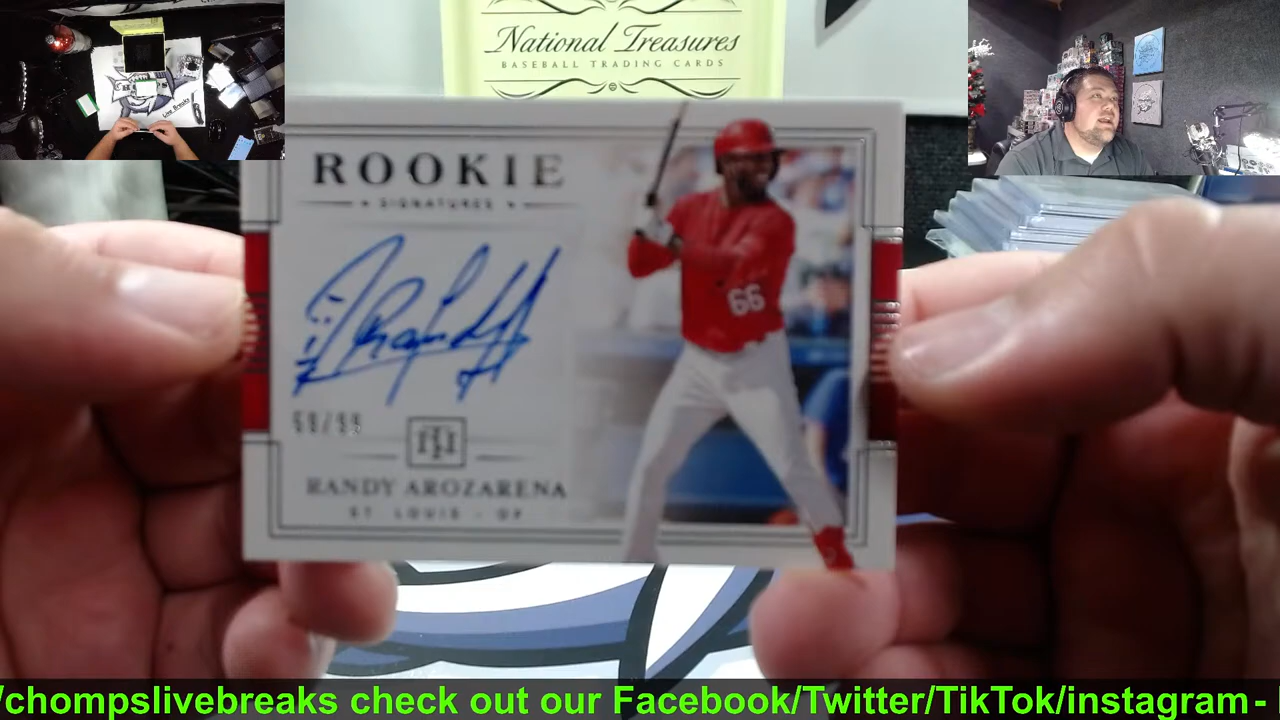 National Treasures
BASEBALL TRADING CARDS
ROOKIE
SIGNATURES
66
RANDY AROZARENA
ST. LOUIS - OF
/chompslivebreaks check out our Facebook/Twitter/TikTok/instagram -